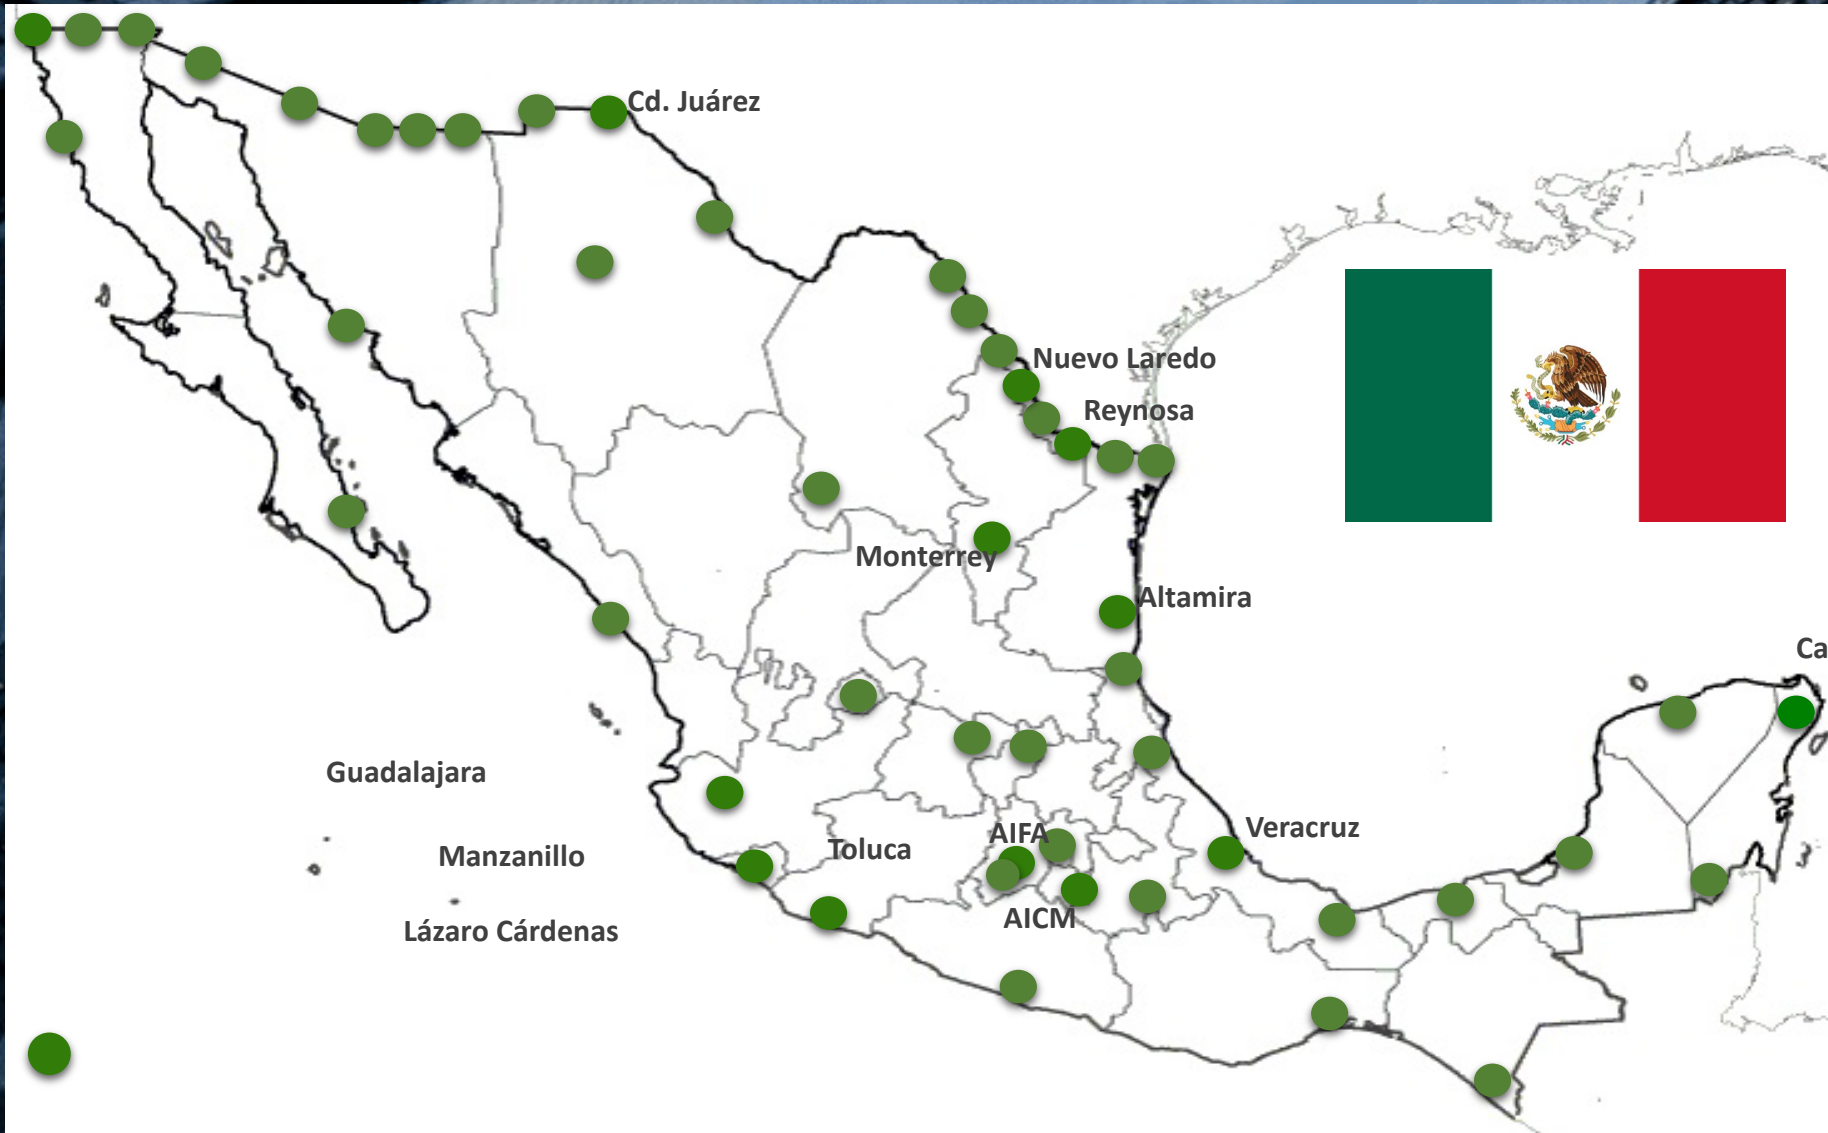 Cd. Juárez
Nuevo Laredo
Reynosa
Monterrey
Altamira
Ca
Guadalajara
Veracruz
AIFA
Toluca
Manzanillo
AICM
Lázaro Cárdenas